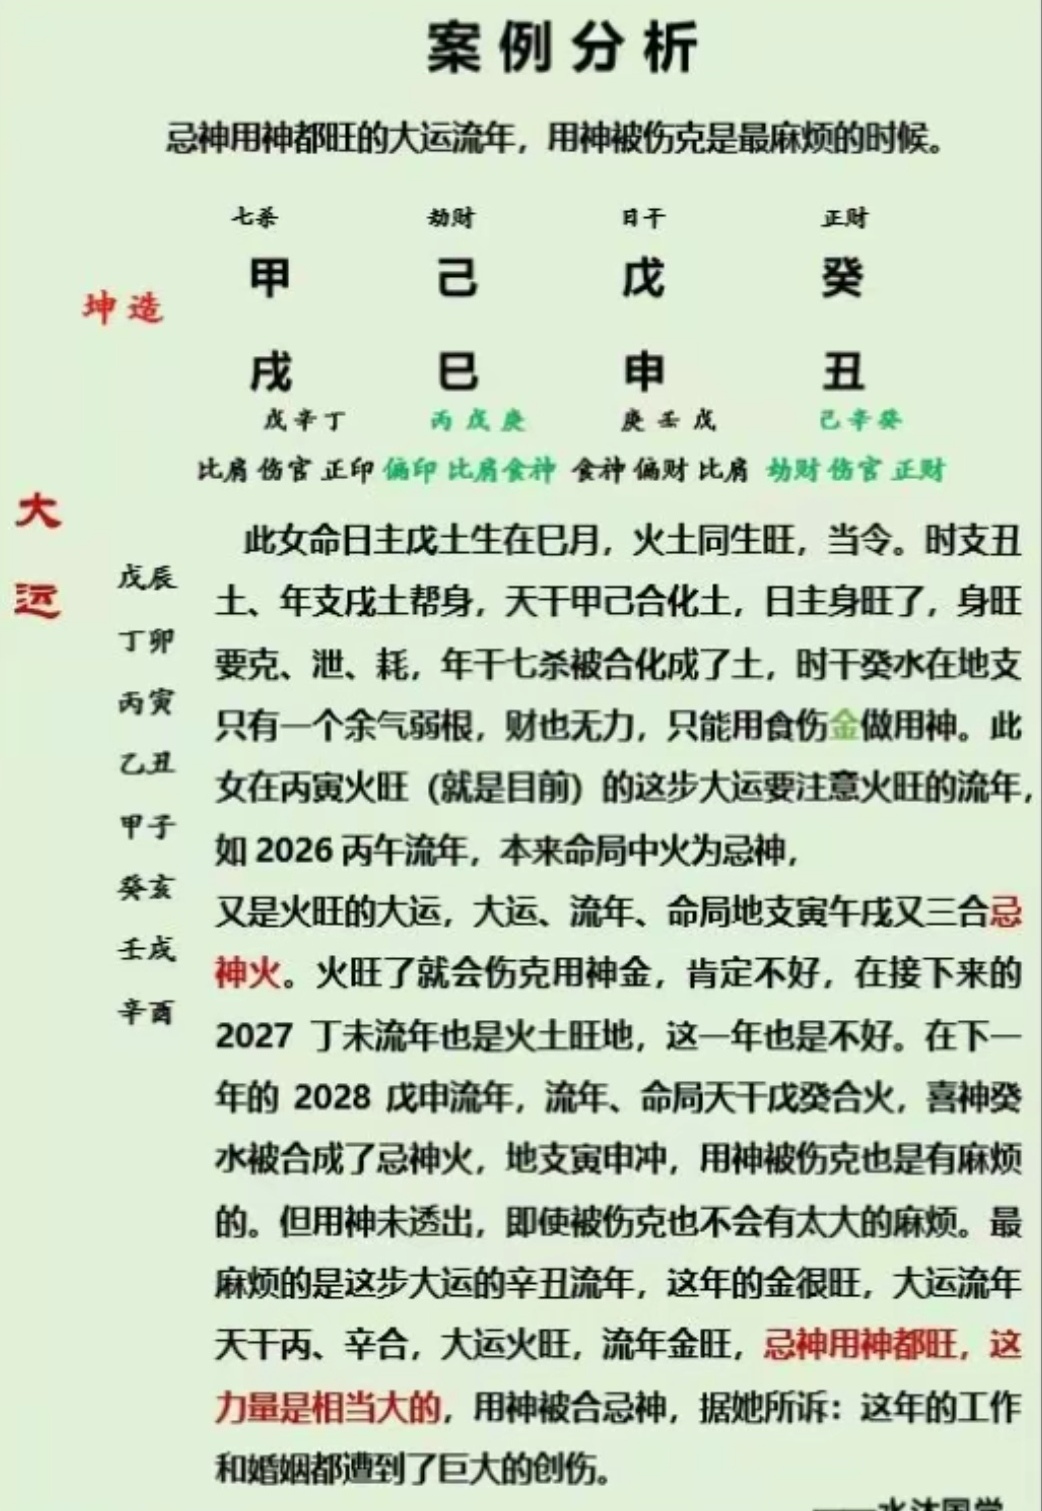 案例分析
忌神用神都旺的大运流年，用神被伤克是最麻烦的时候。
七杀 劫财 日干 正财
坤造 甲 己 戊 癸
戌 巳 申 丑
戊辛丁 丙戊庚 庚壬戊 己辛癸
比肩 伤官 正印 偏印 比肩食神 食神 偏财 比肩 劫财 伤官 正财
大
运
戊辰
丁卯
丙寅
乙丑
甲子
癸亥
壬戌
辛酉
此女命日主戊土生在巳月，火土同生旺，当令。时支丑
土、年支戌土帮身，天干甲己合化土，日主身旺了，身旺
要克、泄、耗，年干七杀被合化成了土，时干癸水在地支
只有一个余气弱根，财也无力，只能用食伤金做用神。此
女在丙寅火旺（就是目前）的这步大运要注意火旺的流年，
如 2026 丙午流年，本来命局中火为忌神，
又是火旺的大运，大运、流年、命局地支寅午戌又三合忌
神火。火旺了就会伤克用神金，肯定不好，在接下来的
2027 丁未流年也是火土旺地，这一年也是不好。在下一
年的 2028 戊申流年，流年、命局天干戊癸合火，喜神癸
水被合成了忌神火，地支寅申冲，用神被伤克也是有麻烦
的。但用神未透出，即使被伤克也不会有太大的麻烦。最
麻烦的是这步大运的辛丑流年，这年的金很旺，大运流年
天干丙、辛合，大运火旺，流年金旺，忌神用神都旺，这
力量是相当大的，用神被合忌神，据她所诉：这年的工作
和婚姻都遭到了巨大的创伤。
——水沐国学